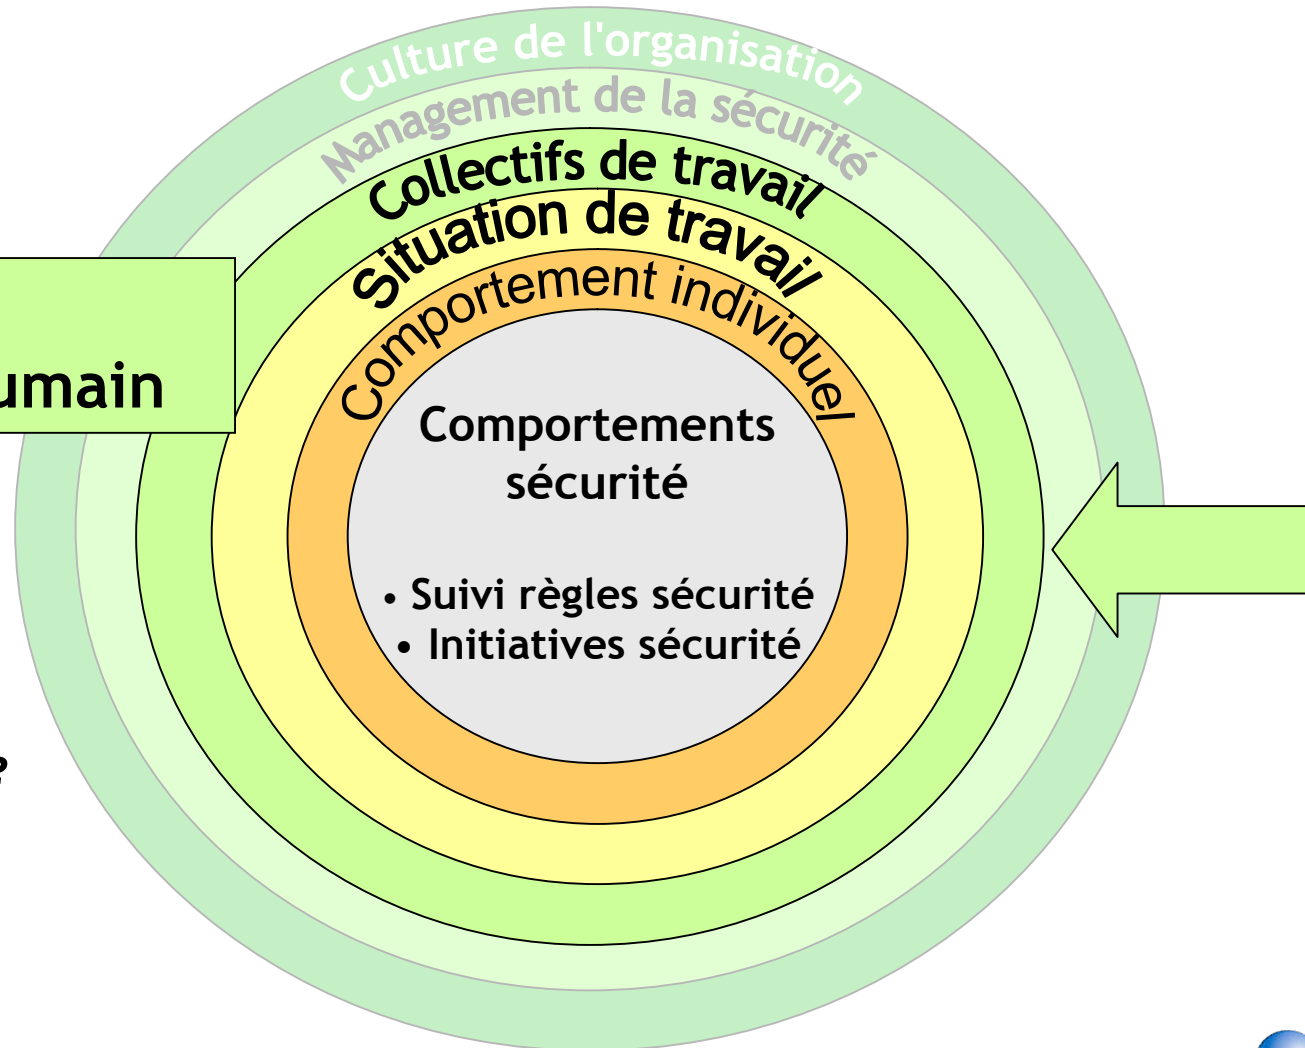 Culture de l'organisation
Management de la sécurité
Collectifs de travail
Situation de travail
Comportement individuel
umain
Comportements
sécurité
• Suivi règles sécurité
• Initiatives sécurité
?